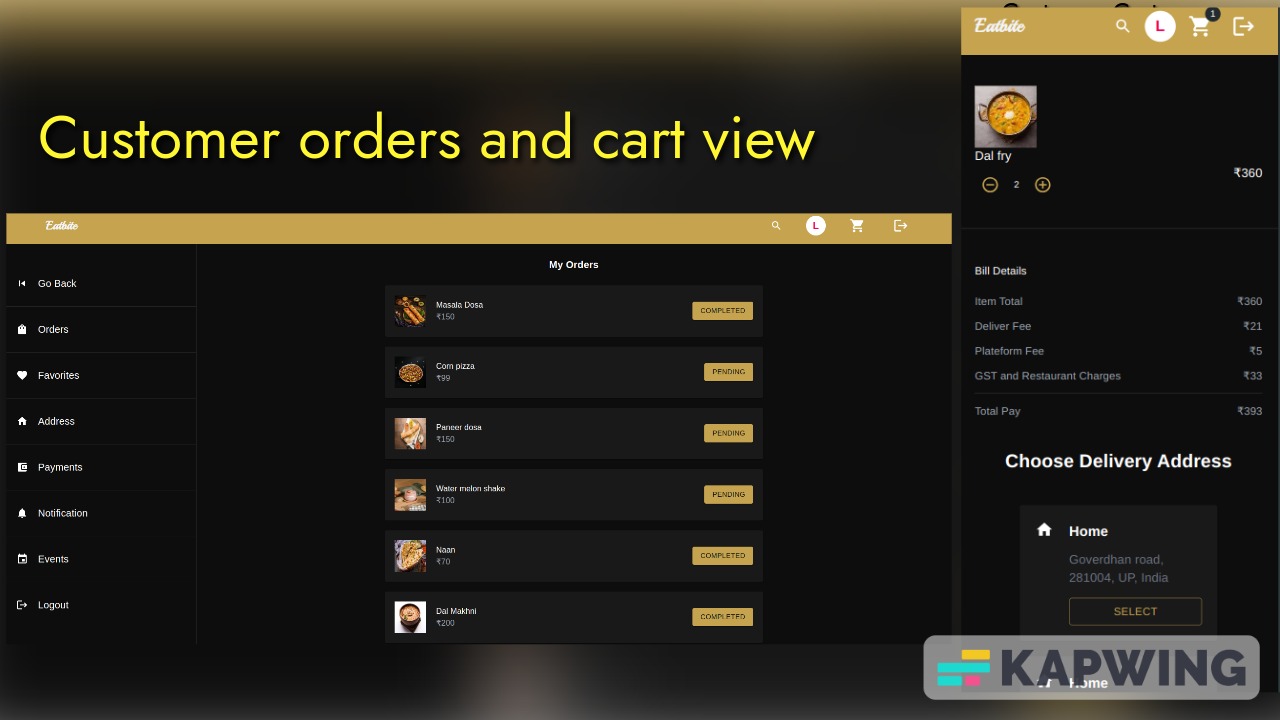 Customer orders and cart view
Eatbite
L
Go Back
Orders
Favorites
Address
Payments
Notification
Events
Logout
My Orders
Masala Dosa
₹150
COMPLETED
Corn pizza
₹99
PENDING
Paneer dosa
₹150
PENDING
Water melon shake
₹100
PENDING
Naan
₹70
COMPLETED
Dal Makhni
₹200
COMPLETED
Eatbite
L
1
Dal fry
2
₹360
Bill Details
Item Total ₹360
Deliver Fee ₹21
Plateform Fee ₹5
GST and Restaurant Charges ₹33
Total Pay ₹393
Choose Delivery Address
Home
Goverdhan road,
281004, UP, India
SELECT
Home
KAPWING